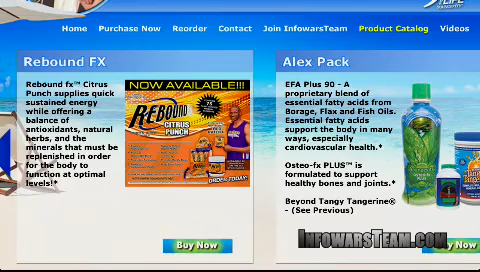 LIFE
Home Purchase Now Reorder Contact Join InfowarsTeam Product Catalog Videos
Rebound FX
Rebound fx™ Citrus
Punch supplies quick
sustained energy
while offering a
balance of
antioxidants, natural
herbs, and the
minerals that must be
replenished in order
for the body to
function at optimal
levels!*
NOW AVAILABLE!!!
REBOUND
CITRUS
PUNCH
ORDER TODAY!
Buy Now
Alex Pack
EFA Plus 90 - A
proprietary blend of
essential fatty acids from
Borage, Flax and Fish Oils.
Essential fatty acids
support the body in many
ways, especially
cardiovascular health.*
Osteo-fx PLUS™ is
formulated to support
healthy bones and joints.*
Beyond Tangy Tangerine®
- (See Previous)
Buy Now
INFOWARSTEAM.COM